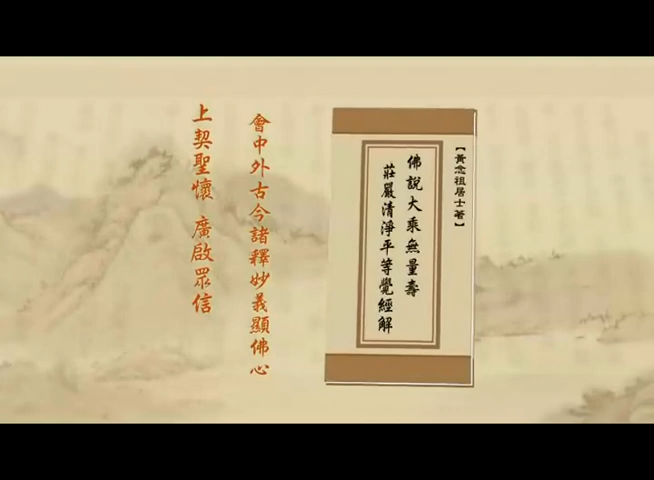 【黃念祖居士著】
佛說大乘無量壽
莊嚴清淨平等覺經解
會中外古今諸釋妙義顯佛心
上契聖懷 廣啟眾信